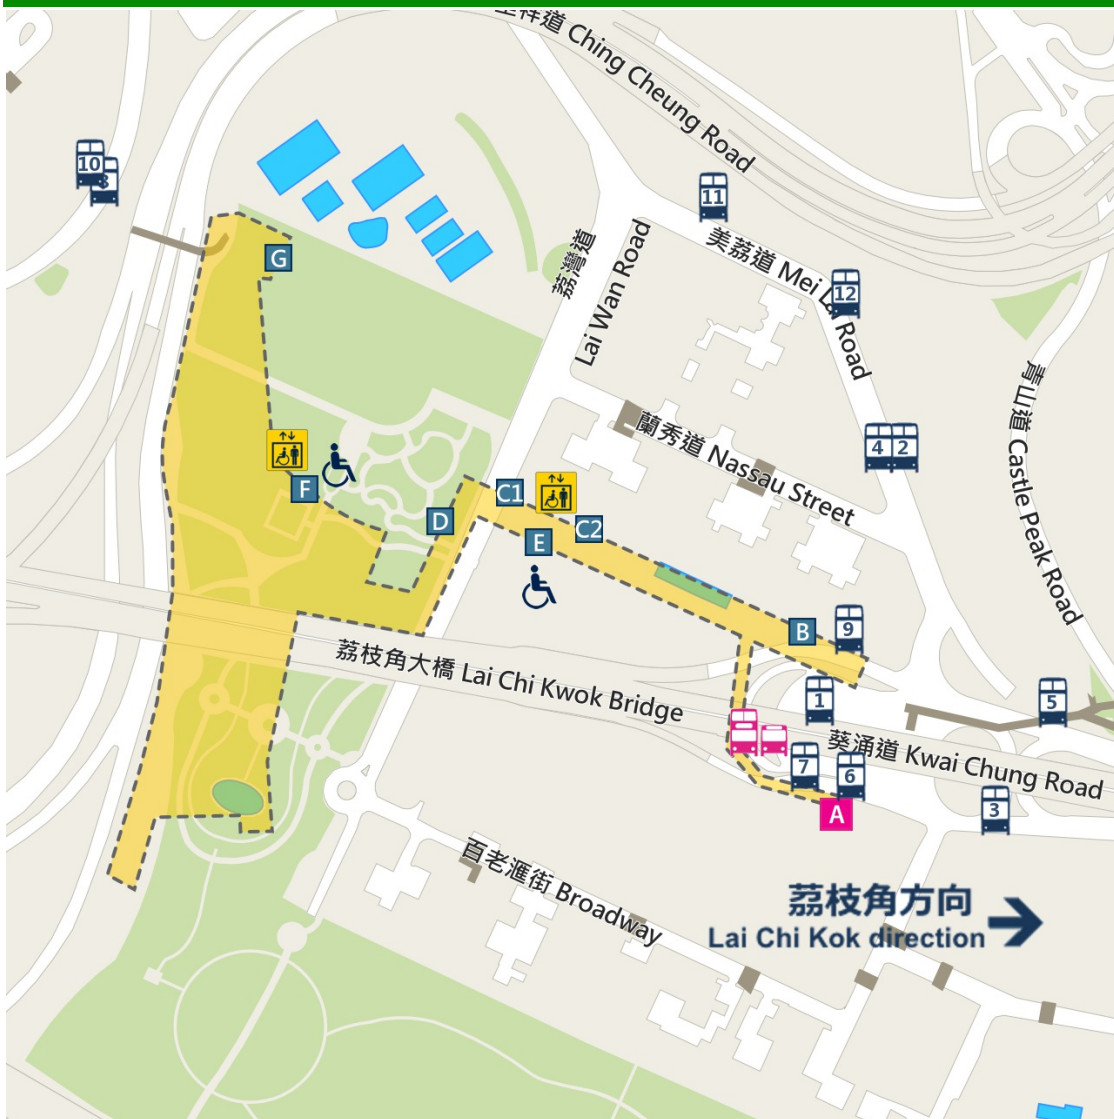 祥道 Ching Cheung Road
10
8
11
美荔道 Mei Lai Road
荔灣道
Lai Wan Road
G
12
青山道 Castle Peak Road
蘭秀道 Nassau Street
4
2
F
C1
D
E
C2
B
9
荔枝角大橋 Lai Chi Kwok Bridge
1
5
葵涌道 Kwai Chung Road
7
6
A
3
百老滙街 Broadway
荔枝角方向
Lai Chi Kok direction